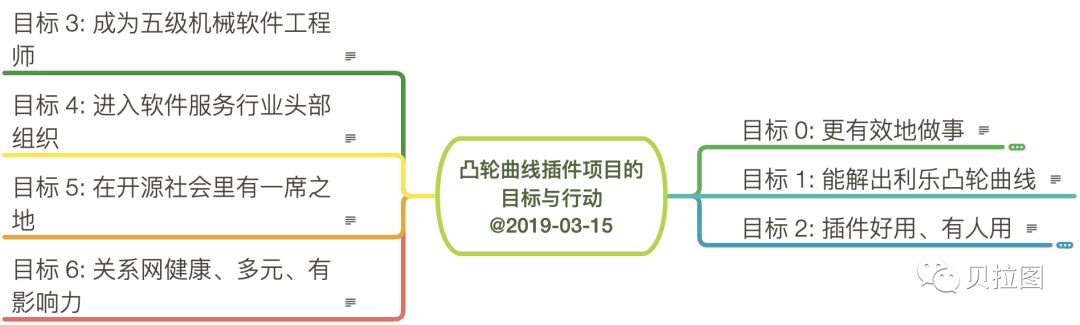 目标 3: 成为五级机械软件工程
师
目标 4: 进入软件服务行业头部
组织
目标 5: 在开源社会里有一席之
地
目标 6: 关系网健康、多元、有
影响力
凸轮曲线插件项目的
目标与行动
@2019-03-15
目标 0: 更有效地做事
目标 1: 能解出利乐凸轮曲线
目标 2: 插件好用、有人用
贝拉图